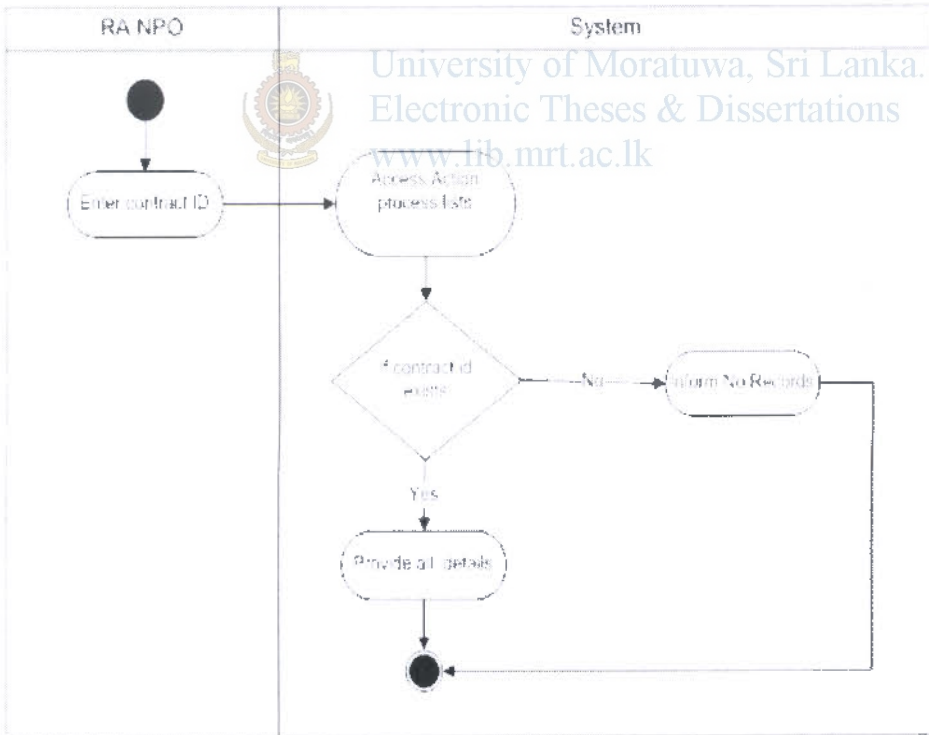 RA NPO
System
University of Moratuwa, Sri Lanka.
Electronic Theses & Dissertations
www.lib.mrt.ac.lk
Enter contract ID
Access Action
process lists
If contract id
exists
No
Inform No Records
Yes
Provide all details